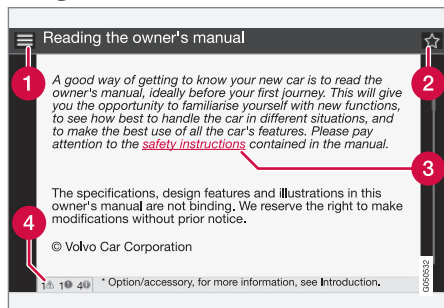 Reading the owner's manual
1
2
A good way of getting to know your new car is to read the
owner's manual, ideally before your first journey. This will give
you the opportunity to familiarise yourself with new functions,
to see how best to handle the car in different situations, and
to make the best use of all the car's features. Please pay
attention to the safety instructions contained in the manual.
3
The specifications, design features and illustrations in this
owner's manual are not binding. We reserve the right to make
modifications without prior notice.
4
© Volvo Car Corporation
1 1 4 * Option/accessory, for more information, see Introduction.
G050532